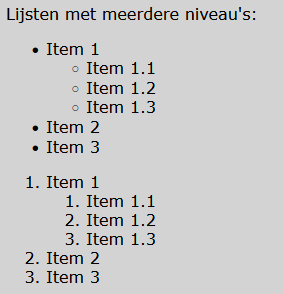 Lijsten met meerdere niveau's:
• Item 1
◦ Item 1.1
◦ Item 1.2
◦ Item 1.3
• Item 2
• Item 3
1. Item 1
1. Item 1.1
2. Item 1.2
3. Item 1.3
2. Item 2
3. Item 3